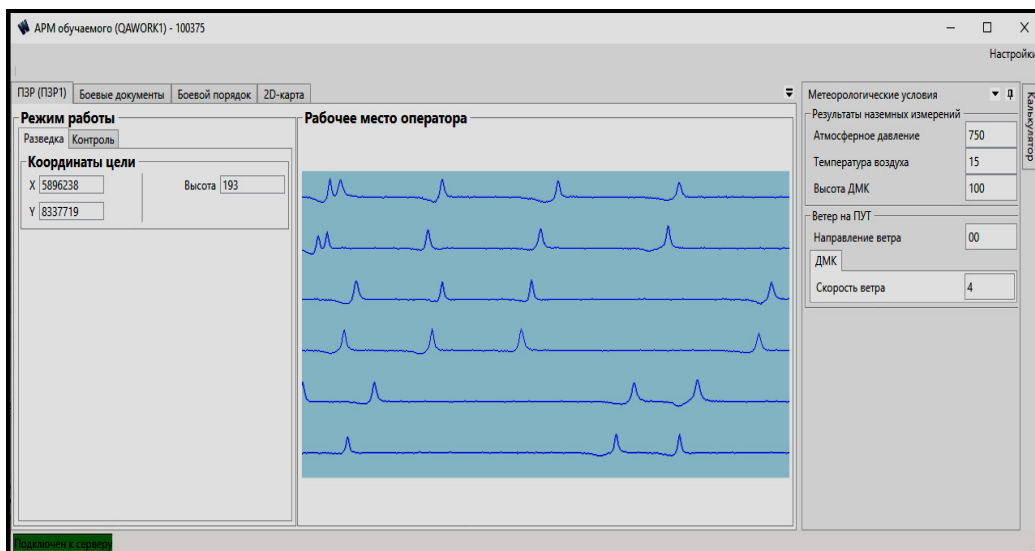 АРМ обучаемого (QAWORK1) - 100375
Настройки
ПЗР (ПЗР1) Боевые документы Боевой порядок 2D-карта
Режим работы
Разведка Контроль
Координаты цели
X 5896238 Высота 193
Y 8337719
Рабочее место оператора
Метеорологические условия
Результаты наземных измерений
Атмосферное давление 750
Температура воздуха 15
Высота ДМК 100
Ветер на ПУТ
Направление ветра 00
ДМК
Скорость ветра 4
Калькулятор
Подключен к серверу